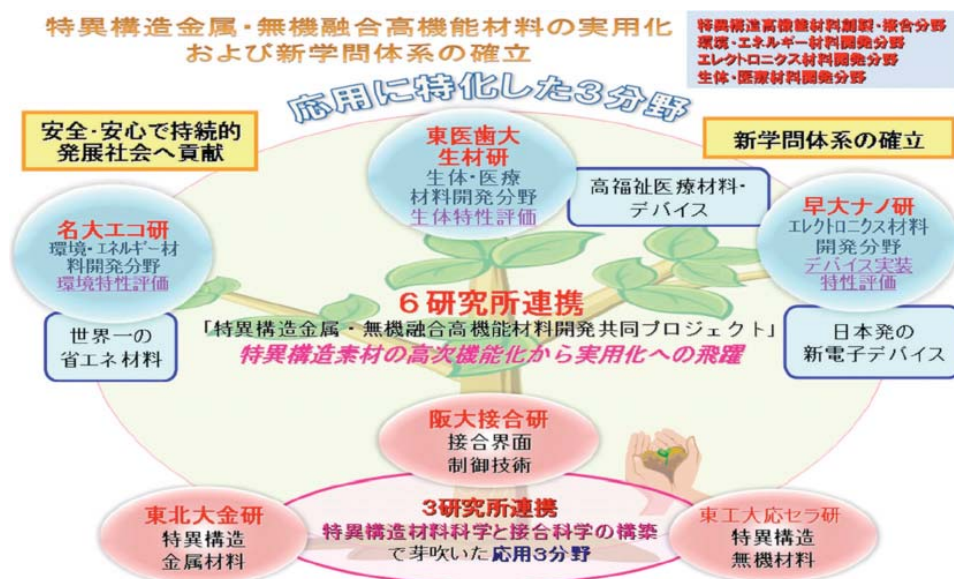 特異構造金属・無機融合高機能材料の実用化
および新学問体系の確立
特異構造高機能材料創製・接合分野
環境・エネルギー材料開発分野
エレクトロニクス材料開発分野
生体・医療材料開発分野
応用に特化した3分野
安全・安心で持続的
発展社会へ貢献
東医歯大
生材研
生体・医療
材料開発分野
生体特性評価
高福祉医療材料・
デバイス
新学問体系の確立
名大エコ研
環境・エネルギー材
料開発分野
環境特性評価
世界一の
省エネ材料
早大ナノ研
エレクトロニクス材料
開発分野
デバイス実装
特性評価
日本発の
新電子デバイス
6研究所連携
「特異構造金属・無機融合高機能材料開発共同プロジェクト」
特異構造素材の高次機能化から実用化への飛躍
阪大接合研
接合界面
制御技術
東北大金研
特異構造
金属材料
3研究所連携
特異構造材料科学と接合科学の構築
で芽吹いた応用3分野
東工大応セラ研
特異構造
無機材料